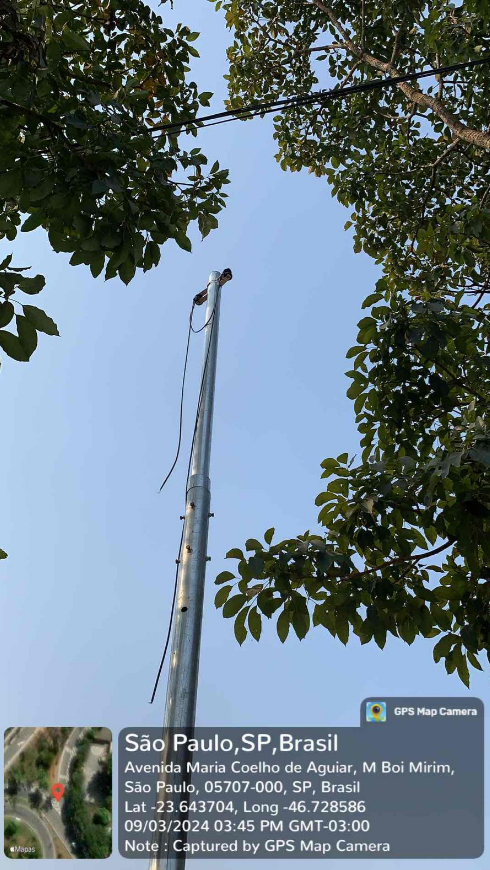 GPS Map Camera
São Paulo,SP,Brasil
Avenida Maria Coelho de Aguiar, M Boi Mirim,
São Paulo, 05707-000, SP, Brasil
Lat -23.643704, Long -46.728586
09/03/2024 03:45 PM GMT-03:00
Note : Captured by GPS Map Camera
Mapas